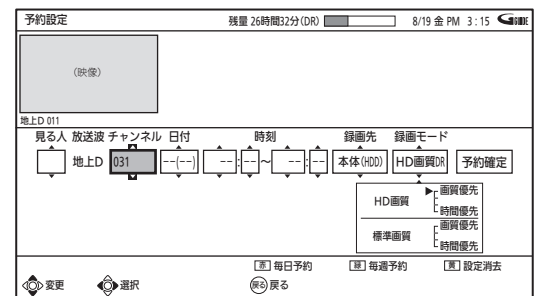 予約設定 残量 26時間32分(DR) 8/19 金 PM 3:15 G GUIDE
(映像)
地上D 011
見る人 放送波 チャンネル 日付 時刻 録画先 録画モード
地上D 031 --(--) --:--~--:-- 本体(HDD) HD画質DR 予約確定
HD画質 画質優先
時間優先
標準画質 画質優先
時間優先
赤 毎日予約 緑 毎週予約 黄 設定消去
変更 選択 戻る 戻る